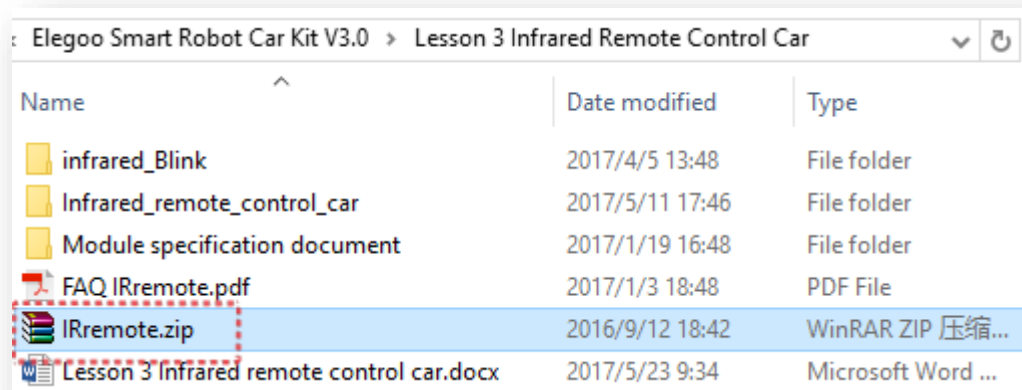 Elegoo Smart Robot Car Kit V3.0 > Lesson 3 Infrared Remote Control Car
Name Date modified Type
infrared_Blink 2017/4/5 13:48 File folder
Infrared_remote_control_car 2017/5/11 17:46 File folder
Module specification document 2017/1/19 16:48 File folder
FAQ IRremote.pdf 2017/1/3 18:48 PDF File
IRremote.zip 2016/9/12 18:42 WinRAR ZIP 压缩...
Lesson 3 Infrared remote control car.docx 2017/5/23 9:34 Microsoft Word ...